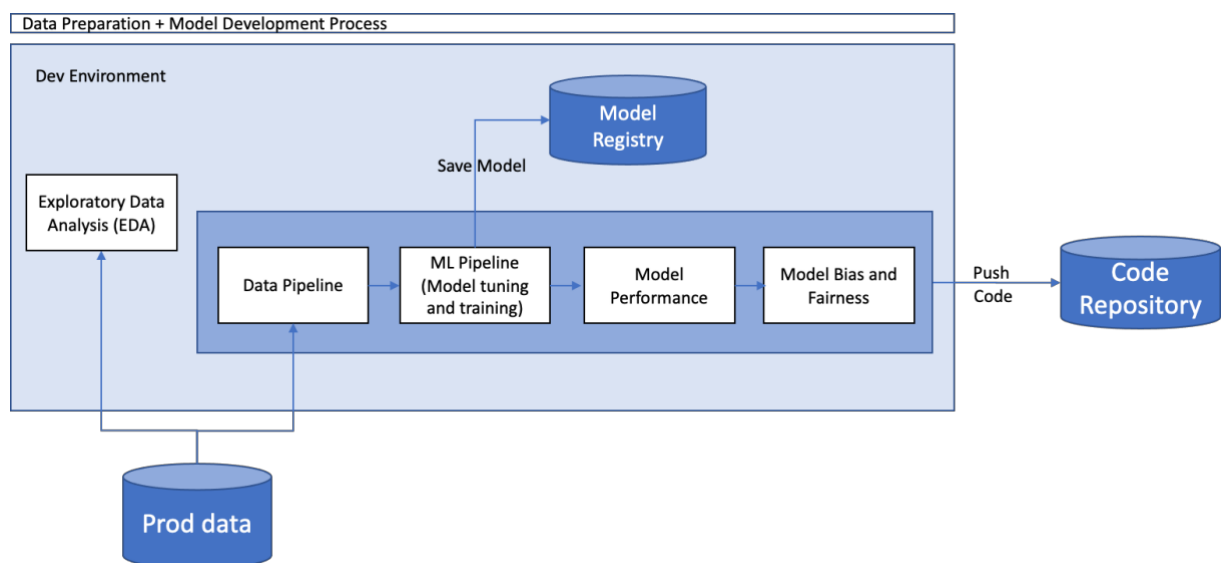 Data Preparation + Model Development Process
Dev Environment
Model
Registry
Save Model
Exploratory Data
Analysis (EDA)
Data Pipeline
ML Pipeline
(Model tuning
and training)
Model
Performance
Model Bias and
Fairness
Push
Code
Code
Repository
Prod data